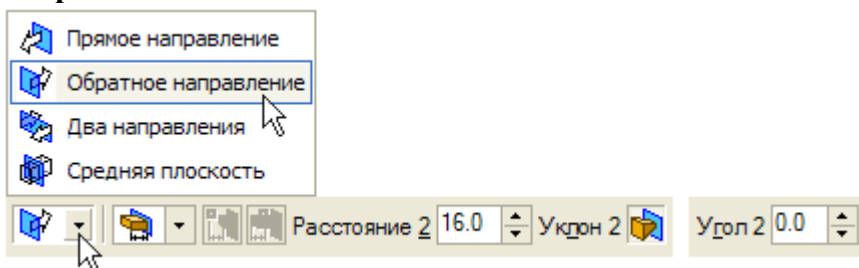 Прямое направление
Обратное направление
Два направления
Средняя плоскость
Расстояние 2 16.0 Уклон 2 Угол 2 0.0